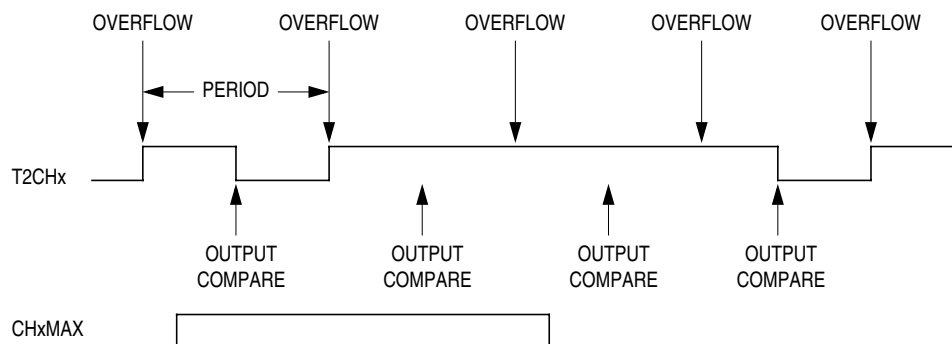 OVERFLOW OVERFLOW OVERFLOW OVERFLOW OVERFLOW
PERIOD
T2CHx
OUTPUT OUTPUT OUTPUT OUTPUT
COMPARE COMPARE COMPARE COMPARE
CHxMAX